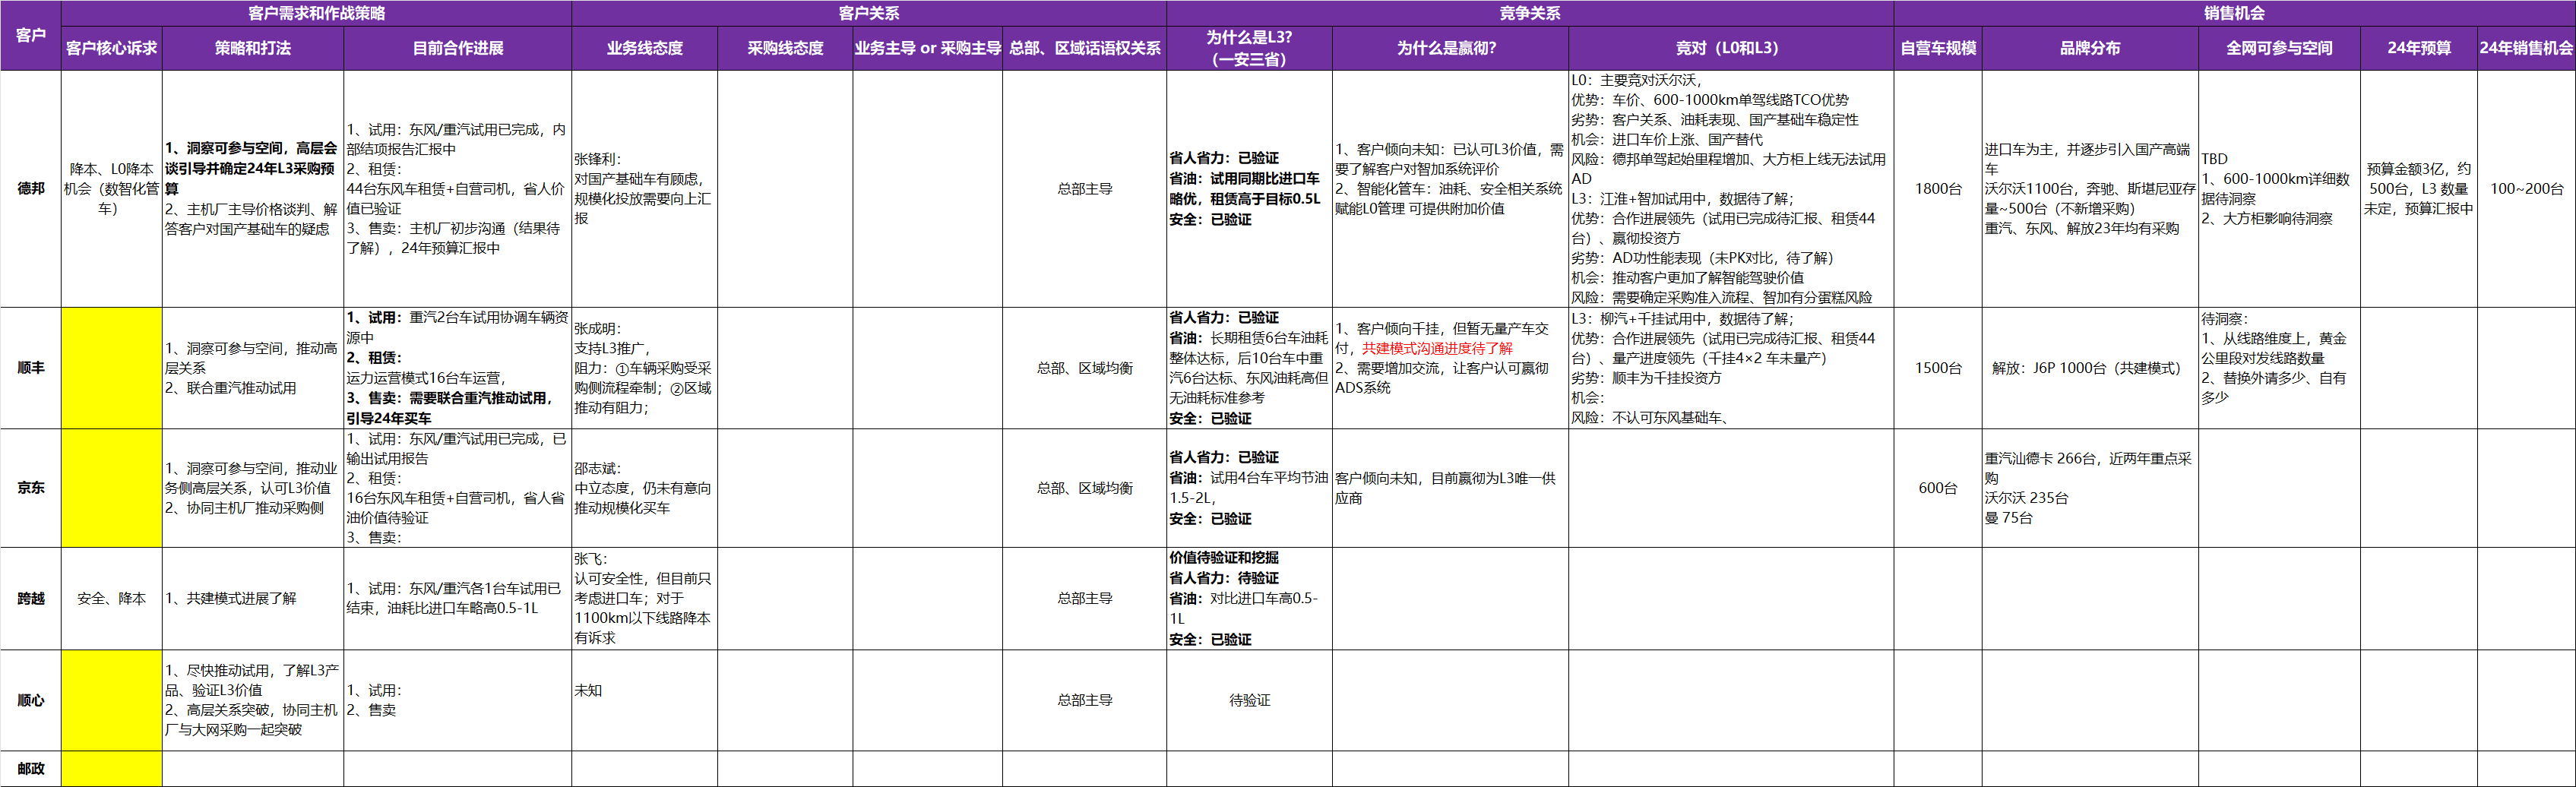 客户
客户需求和作战策略
客户关系
竞争关系
销售机会
客户核心诉求
策略和打法
目前合作进展
业务线态度
采购线态度
业务主导 or 采购主导
总部、区域话语权关系
为什么是L3?
（一安三省）
为什么是嬴彻?
竞对（L0和L3）
自营车规模
品牌分布
全网可参与空间
24年预算
24年销售机会
德邦
降本、L0降本
机会（数智化管
车）
1、洞察可参与空间，高层会
谈引导并确定24年L3采购预
算
2、主机厂主导价格谈判、解
答客户对国产基础车的疑虑
1、试用：东风/重汽试用已完成，内
部结项报告汇报中
2、租赁：
44台东风车租赁+自营司机，省人价
值已验证
3、售卖：主机厂初步沟通（结果待
了解），24年预算汇报中
张锋利：
对国产基础车有顾虑，
规模化投放需要向上汇
报
总部主导
省人省力：已验证
省油：试用同期比进口车
略优，租赁高于目标0.5L
安全：已验证
1、客户倾向未知：已认可L3价值，需
要了解客户对智加系统评价
2、智能化管车：油耗、安全相关系统
赋能L0管理 可提供附加价值
L0：主要竞对沃尔沃，
优势：车价、600-1000km单驾线路TCO优势
劣势：客户关系、油耗表现、国产基础车稳定性
机会：进口车价上涨、国产替代
风险：德邦单驾起始里程增加、大方柜上线无法试用
AD
L3：江淮+智加试用中，数据待了解；
优势：合作进展领先（试用已完成待汇报、租赁44
台）、嬴彻投资方
劣势：AD功性能表现（未PK对比，待了解）
机会：推动客户更加了解智能驾驶价值
风险：需要确定采购准入流程、智加有分蛋糕风险
1800台
进口车为主，并逐步引入国产高端
车
沃尔沃1100台，奔驰、斯堪尼亚存
量~500台（不新增采购）
重汽、东风、解放23年均有采购
TBD
1、600-1000km详细数
据待洞察
2、大方柜影响待洞察
预算金额3亿，约
500台，L3 数量
未定，预算汇报中
100~200台
顺丰
1、洞察可参与空间，推动高
层关系
2、联合重汽推动试用
1、试用：重汽2台车试用协调车辆资
源中
2、租赁：
运力运营模式16台车运营，
3、售卖：需要联合重汽推动试用，
引导24年买车
张成明：
支持L3推广，
阻力：①车辆采购受采
购侧流程牵制；②区域
推动有阻力；
总部、区域均衡
省人省力：已验证
省油：长期租赁6台车油耗
整体达标，后10台车中重
汽6台达标、东风油耗高但
无油耗标准参考
安全：已验证
1、客户倾向千挂，但暂无量产车交
付，共建模式沟通进度待了解
2、需要增加交流，让客户认可嬴彻
ADS系统
L3：柳汽+千挂试用中，数据待了解；
优势：合作进展领先（试用已完成待汇报、租赁44
台）、量产进度领先（千挂4×2 车未量产）
劣势：顺丰为千挂投资方
机会：
风险：不认可东风基础车、
1500台
解放：J6P 1000台（共建模式）
待洞察：
1、从线路维度上，黄金
公里段对发线路数量
2、替换外请多少、自有
多少
京东
1、洞察可参与空间，推动业
务侧高层关系，认可L3价值
2、协同主机厂推动采购侧
1、试用：东风/重汽试用已完成，已
输出试用报告
2、租赁：
16台东风车租赁+自营司机，省人省
油价值待验证
3、售卖：
邵志斌：
中立态度，仍未有意向
推动规模化买车
总部、区域均衡
省人省力：已验证
省油：试用4台车平均节油
1.5-2L，
安全：已验证
客户倾向未知，目前嬴彻为L3唯一供
应商
600台
重汽汕德卡 266台，近两年重点采
购
沃尔沃 235台
曼 75台
跨越
安全、降本
1、共建模式进展了解
1、试用：东风/重汽各1台车试用已
结束，油耗比进口车略高0.5-1L
张飞：
认可安全性，但目前只
考虑进口车；对于
1100km以下线路降本
有诉求
总部主导
价值待验证和挖掘
省人省力：待验证
省油：对比进口车高0.5-
1L
安全：已验证
顺心
1、尽快推动试用，了解L3产
品、验证L3价值
2、高层关系突破，协同主机
厂与大网采购一起突破
1、试用：
2、售卖
未知
总部主导
待验证
邮政